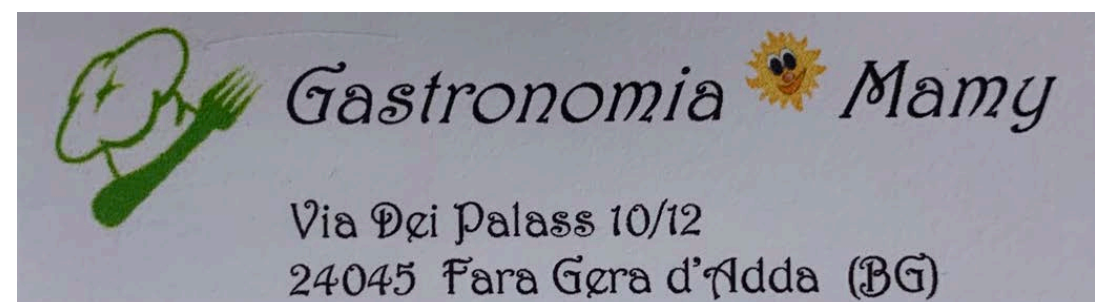 Gastronomia Mamy
Via Dei Palass 10/12
24045 Fara Gera d'Adda (BG)